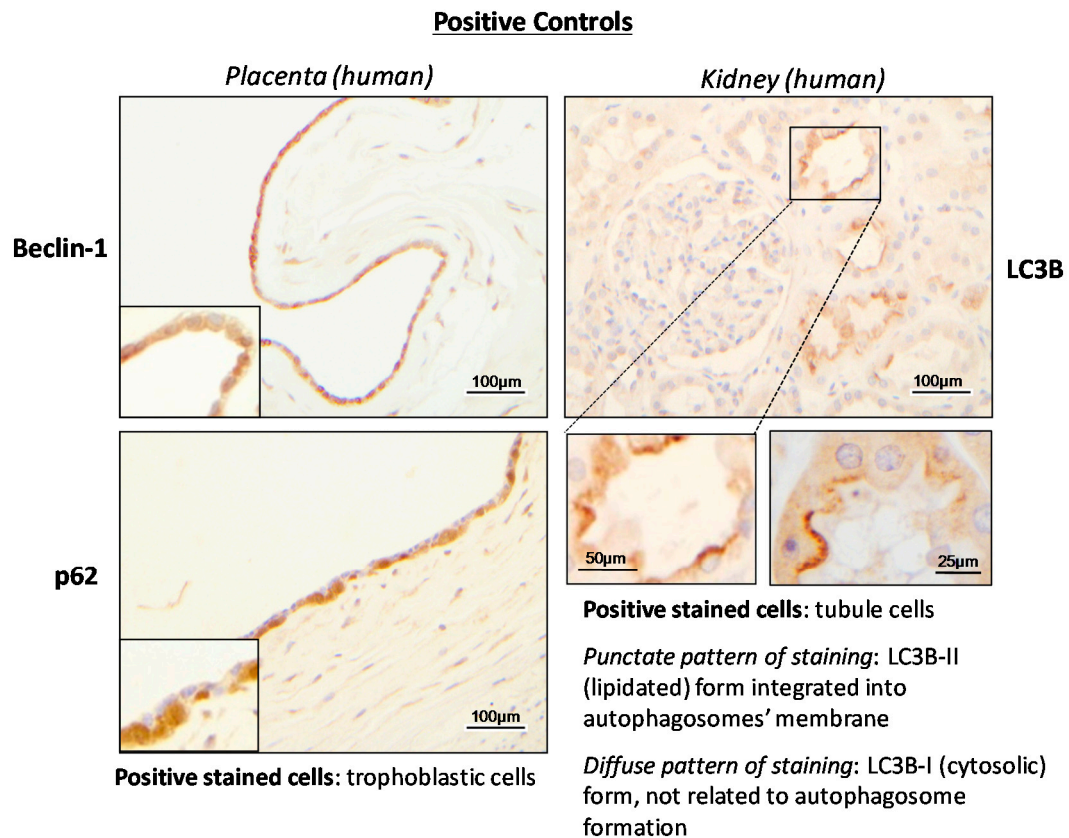 Positive Controls
Placenta (human)
Kidney (human)
Beclin-1
100µm
100µm
LC3B
p62
100µm
50µm
25µm
Positive stained cells: trophoblastic cells
Positive stained cells: tubule cells
Punctate pattern of staining: LC3B-II
(lipidated) form integrated into
autophagosomes’ membrane
Diffuse pattern of staining: LC3B-I (cytosolic)
form, not related to autophagosome
formation